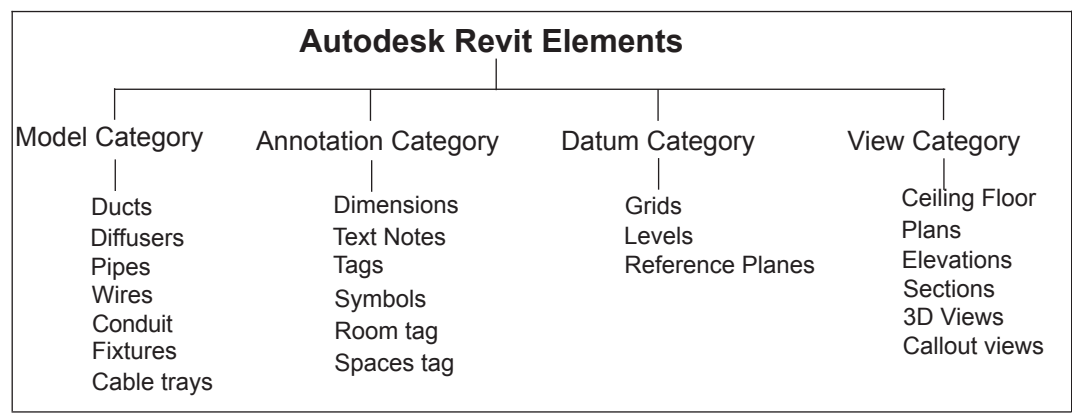 Autodesk Revit Elements
Model Category
Ducts
Diffusers
Pipes
Wires
Conduit
Fixtures
Cable trays
Annotation Category
Dimensions
Text Notes
Tags
Symbols
Room tag
Spaces tag
Datum Category
Grids
Levels
Reference Planes
View Category
Ceiling Floor
Plans
Elevations
Sections
3D Views
Callout views